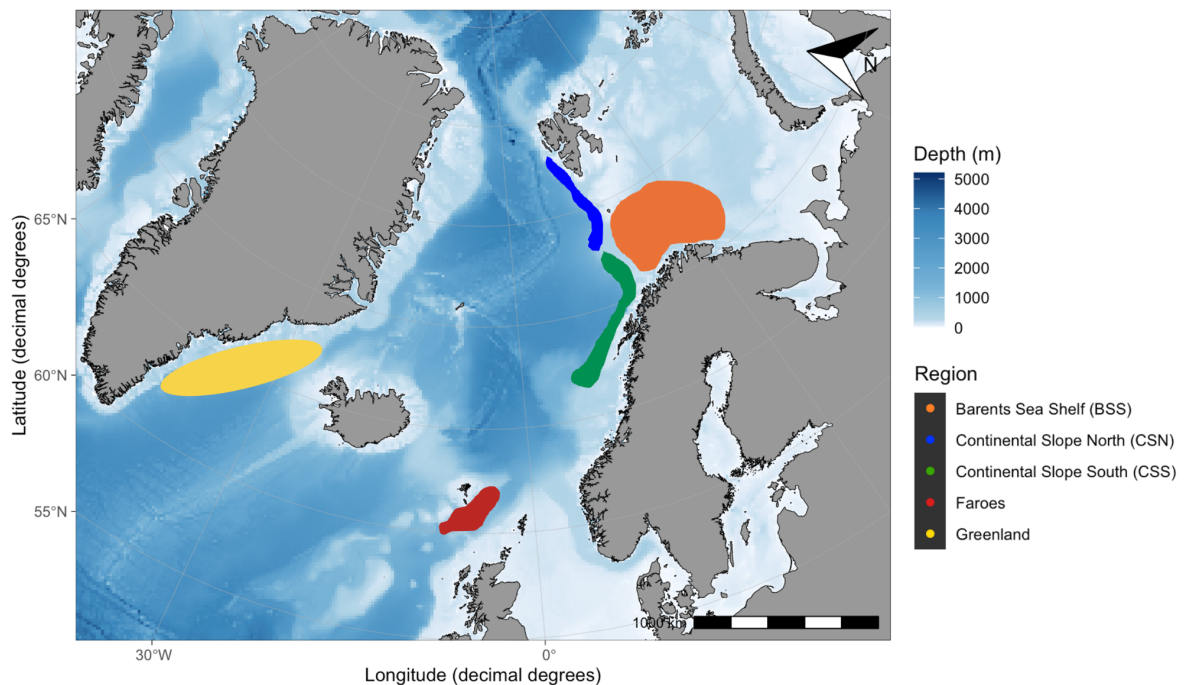 N
65°N
60°N
55°N
Latitude (decimal degrees)
30°W
0°
Longitude (decimal degrees)
1000 km
Depth (m)
5000
4000
3000
2000
1000
0
Region
Barents Sea Shelf (BSS)
Continental Slope North (CSN)
Continental Slope South (CSS)
Faroes
Greenland